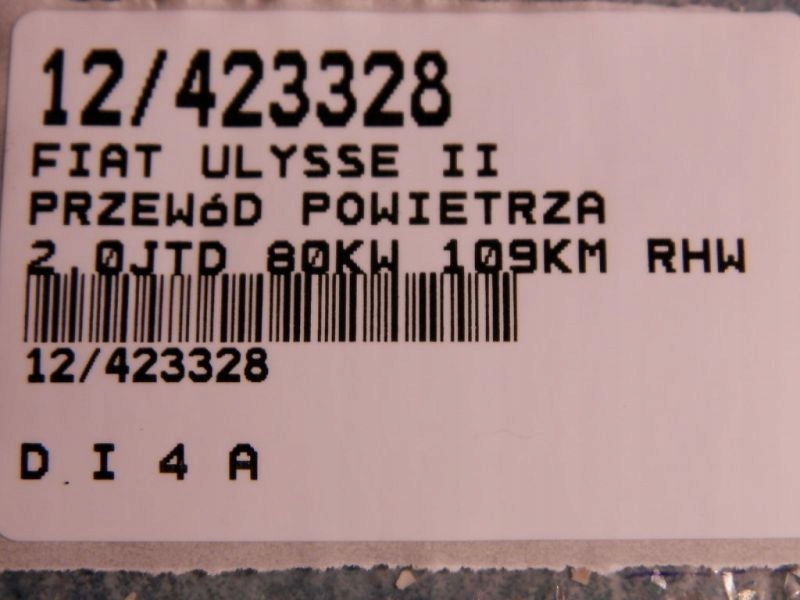 12/423328
FIAT ULYSSE II
PRZEWóD POWIETRZA
2.0JTD 80KW 109KM RHW
12/423328
D I 4 A